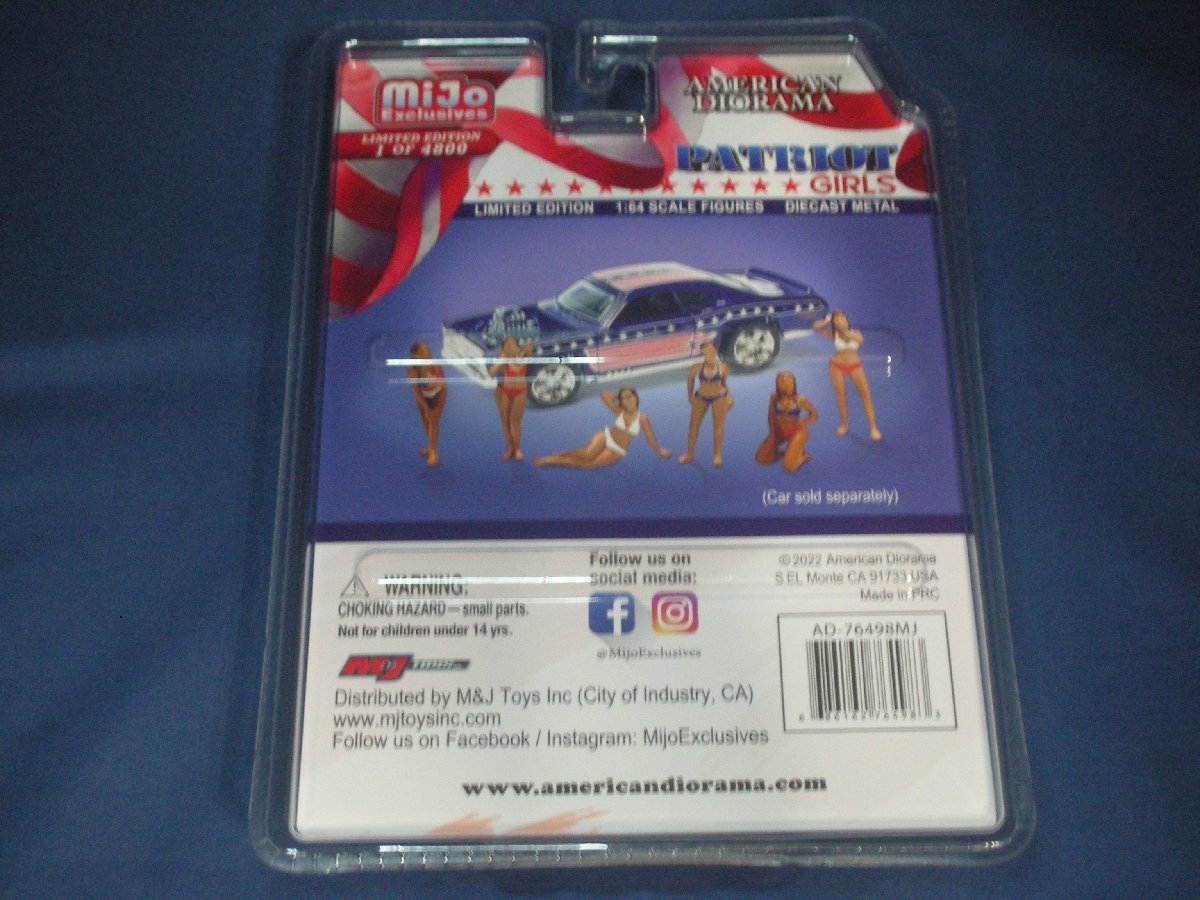 MiJo
Exclusives
LIMITED EDITION
1 OF 4800
AMERICAN
DIORAMA
PATRIOT
GIRLS
LIMITED EDITION 1:64 SCALE FIGURES DIECAST METAL
(Car sold separately)
WARNING:
CHOKING HAZARD — small parts.
Not for children under 14 yrs.
Follow us on
social media:
@MijoExclusives
©2022 American Diorama
S EL Monte CA 91733 USA
Made in PRC
AD-76498MJ
MJ
Distributed by M&J Toys Inc (City of Industry, CA)
www.mjtoysinc.com
Follow us on Facebook / Instagram: MijoExclusives
www.americandiorama.com